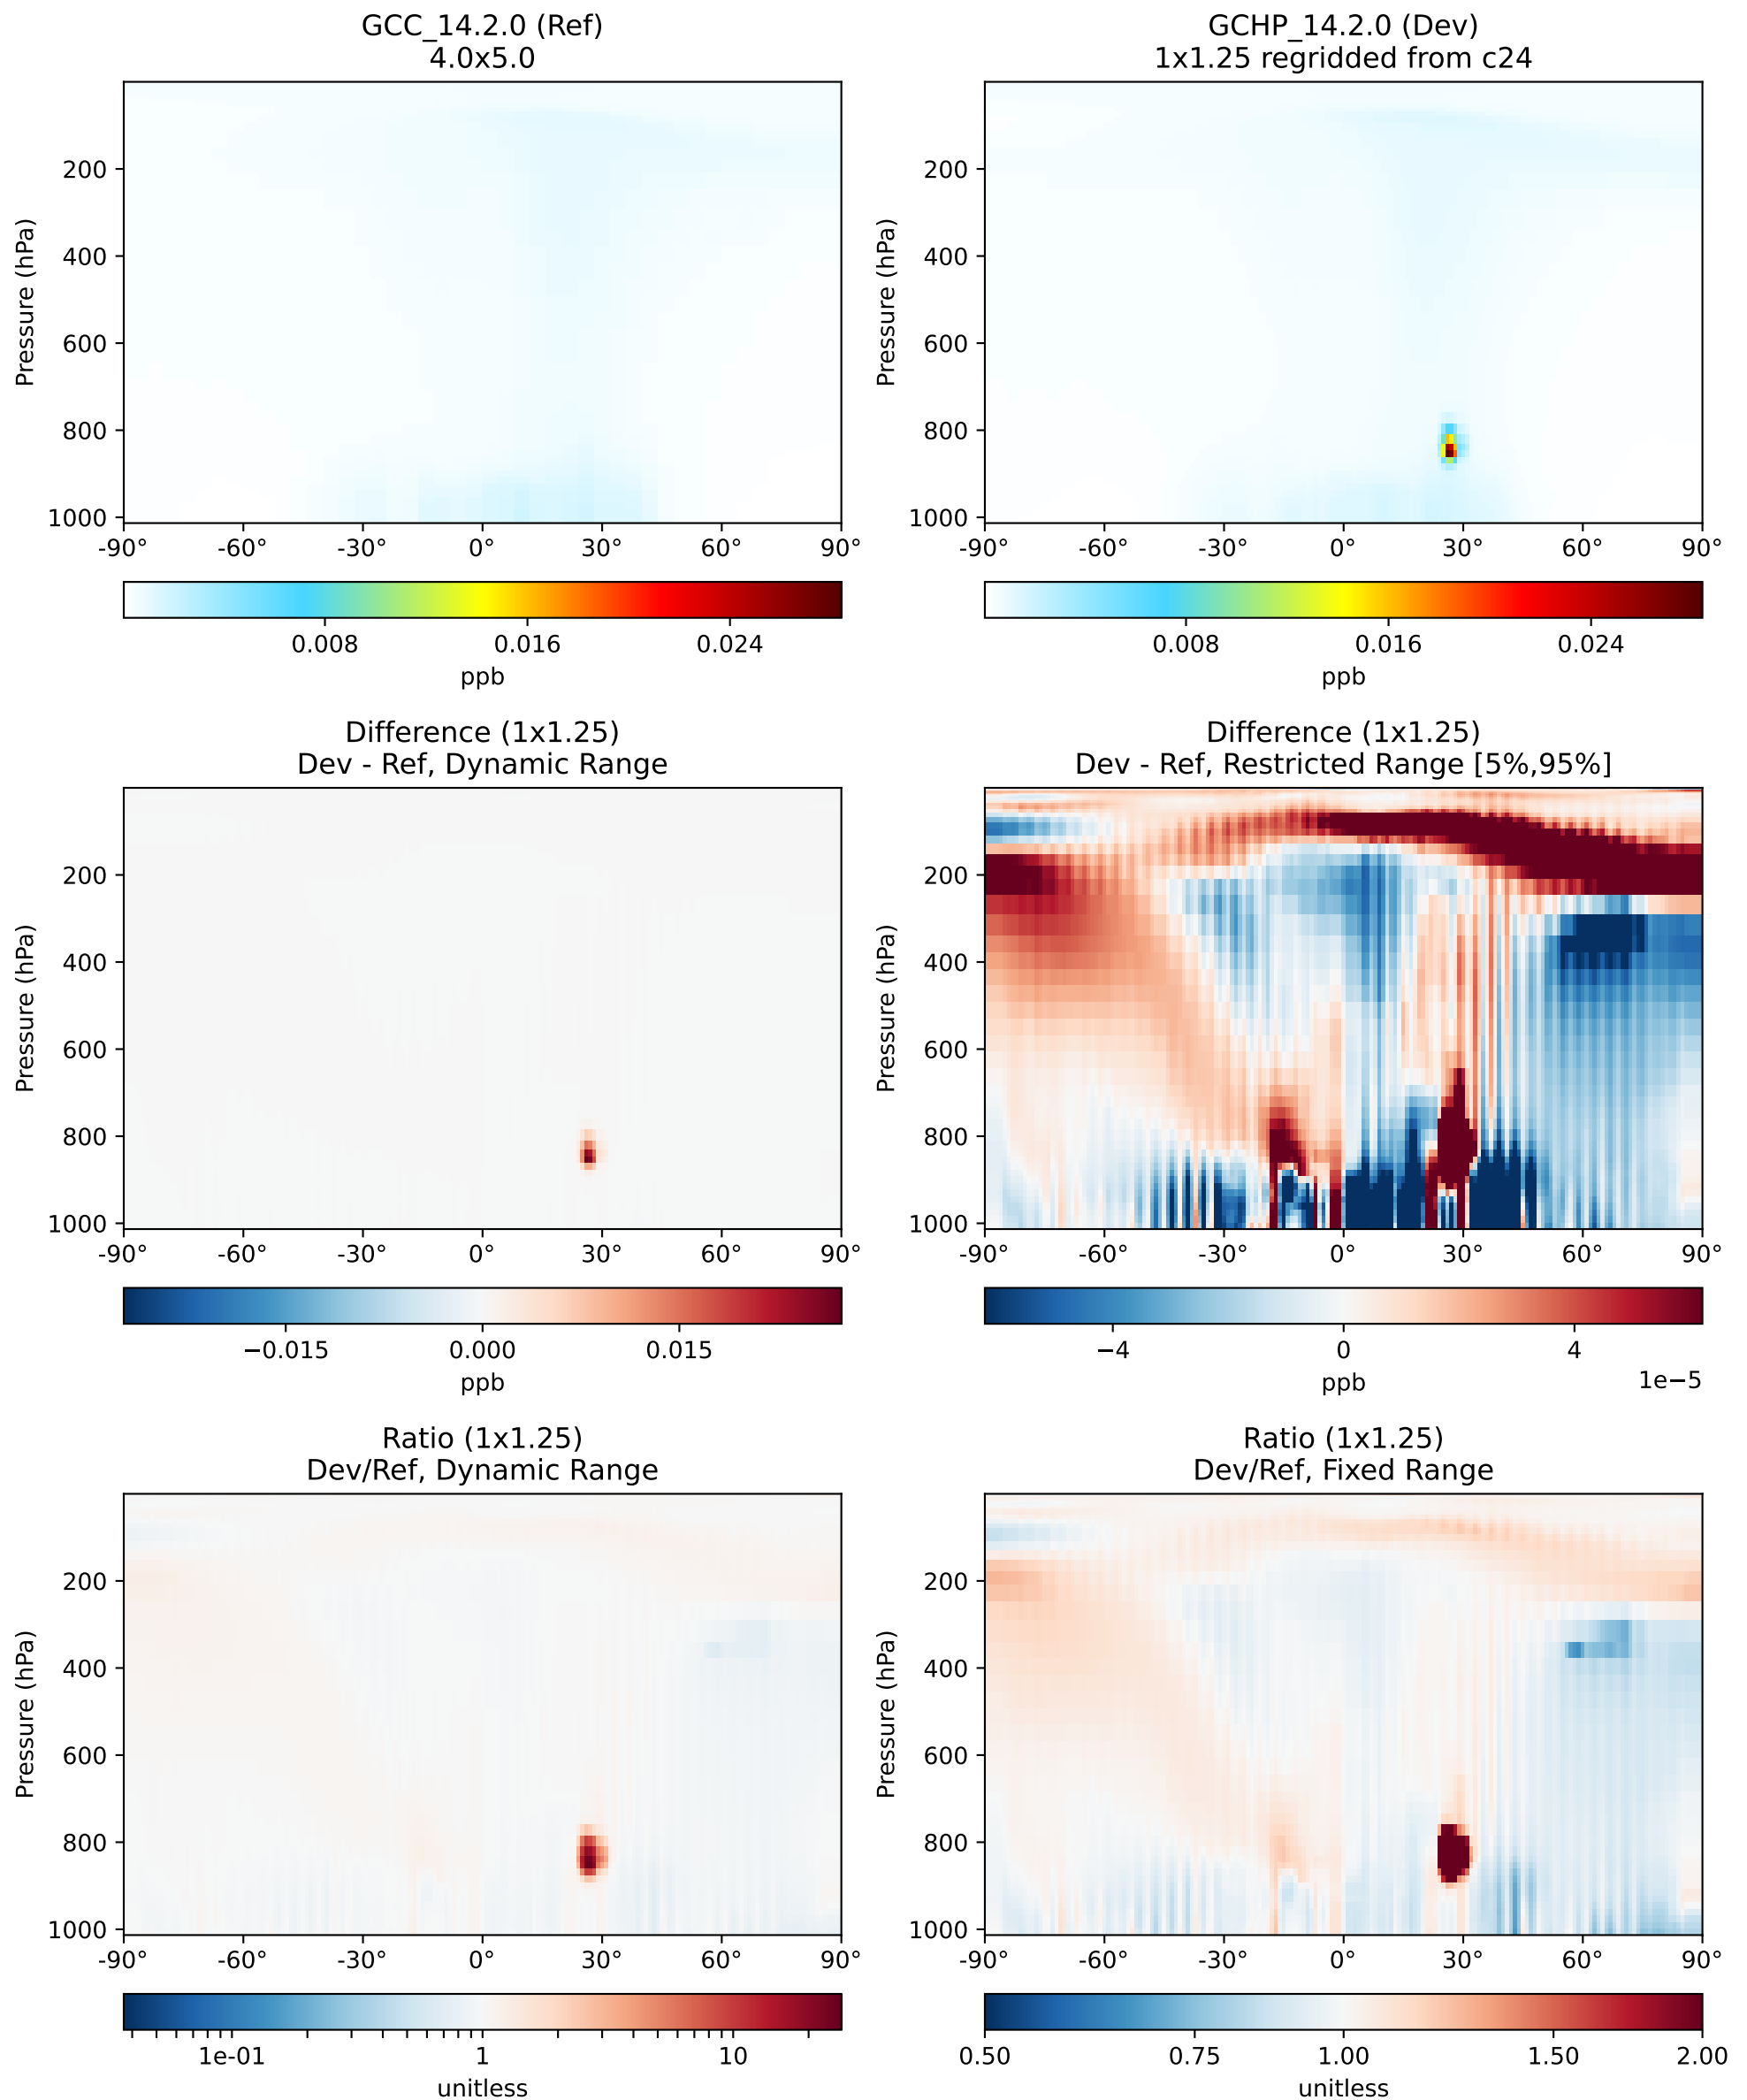 GCC_14.2.0 (Ref)
4.0x5.0
Pressure (hPa)
200
400
600
800
1000
-90° -60° -30° 0° 30° 60° 90°
0.008 0.016 0.024
ppb
GCHP_14.2.0 (Dev)
1x1.25 regridded from c24
Pressure (hPa)
200
400
600
800
1000
-90° -60° -30° 0° 30° 60° 90°
0.008 0.016 0.024
ppb
Difference (1x1.25)
Dev - Ref, Dynamic Range
Pressure (hPa)
200
400
600
800
1000
-90° -60° -30° 0° 30° 60° 90°
−0.015 0.000 0.015
ppb
Difference (1x1.25)
Dev - Ref, Restricted Range [5%,95%]
Pressure (hPa)
200
400
600
800
1000
-90° -60° -30° 0° 30° 60° 90°
−4 0 4
ppb
1e−5
Ratio (1x1.25)
Dev/Ref, Dynamic Range
Pressure (hPa)
200
400
600
800
1000
-90° -60° -30° 0° 30° 60° 90°
1e-01 1 10
unitless
Ratio (1x1.25)
Dev/Ref, Fixed Range
Pressure (hPa)
200
400
600
800
1000
-90° -60° -30° 0° 30° 60° 90°
0.50 0.75 1.00 1.50 2.00
unitless